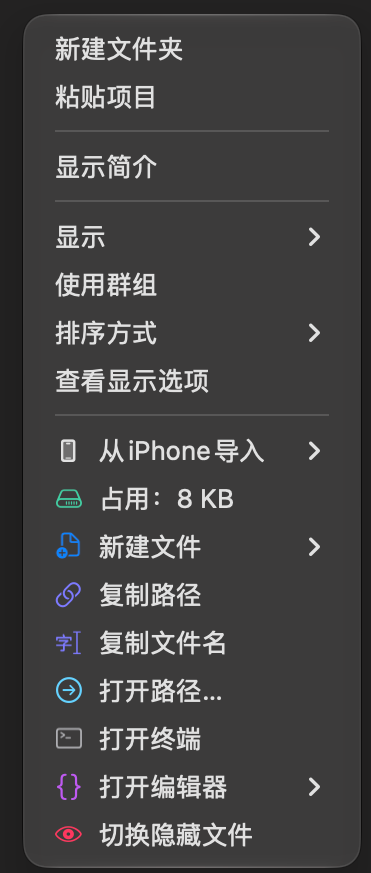 新建文件夹
粘贴项目
显示简介
显示
使用群组
排序方式
查看显示选项
从 iPhone 导入
占用：8 KB
新建文件
复制路径
字 复制文件名
打开路径...
打开终端
打开编辑器
切换隐藏文件